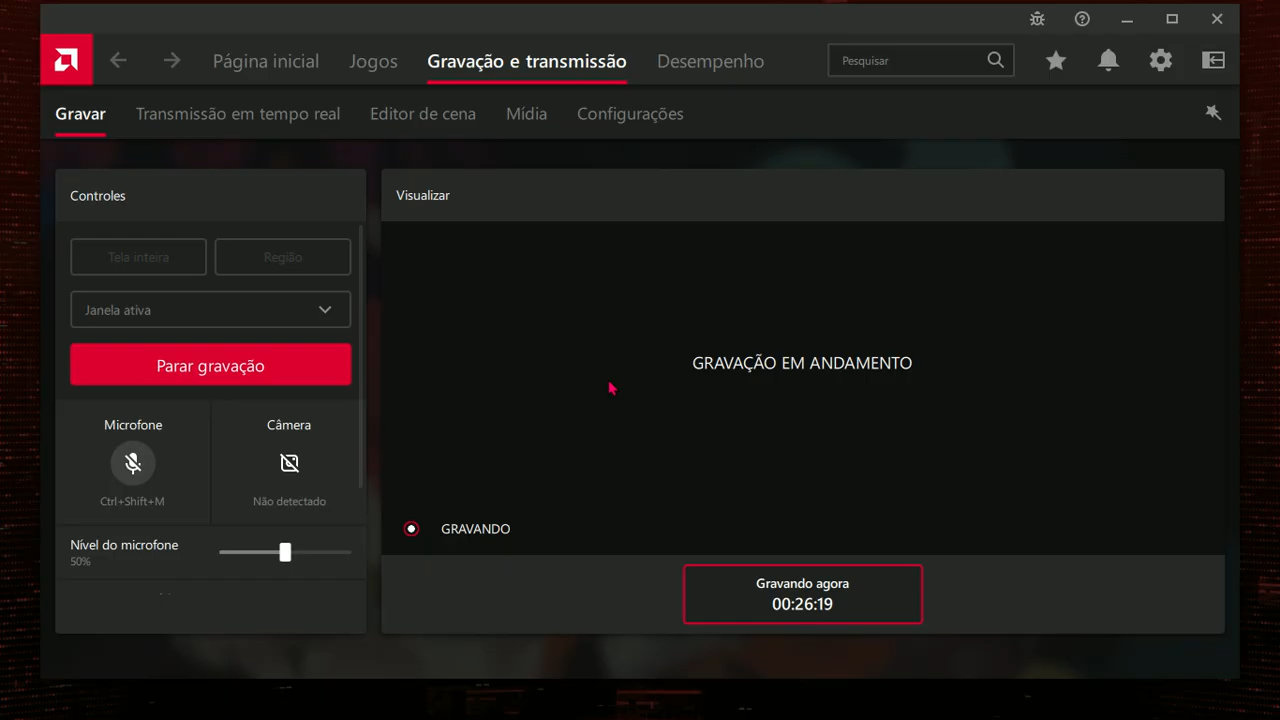 Página inicial
Jogos
Gravação e transmissão
Desempenho
Pesquisar
Gravar
Transmissão em tempo real
Editor de cena
Mídia
Configurações
Controles
Visualizar
Tela inteira
Região
Janela ativa
Parar gravação
GRAVAÇÃO EM ANDAMENTO
Microfone
Câmera
Ctrl+Shift+M
Não detectado
GRAVANDO
Nível do microfone
50%
Gravando agora
00:26:19